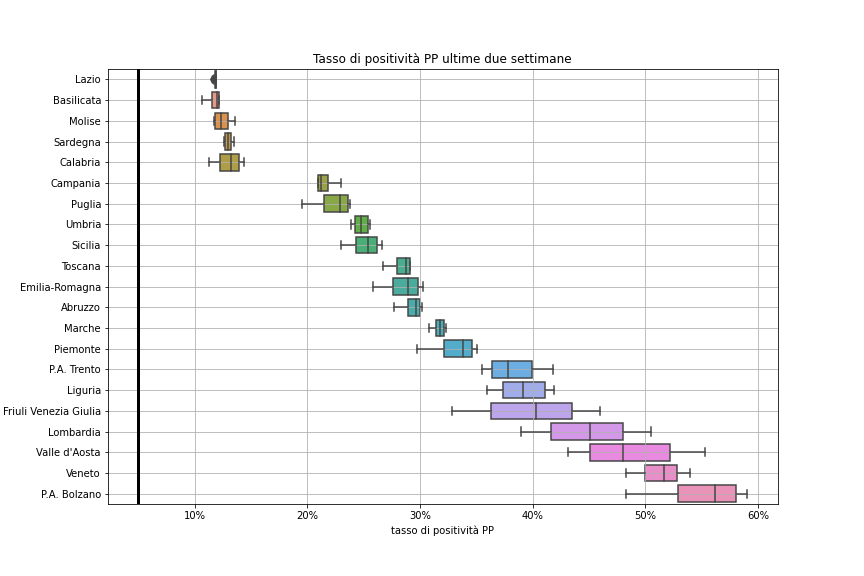 Tasso di positività PP ultime due settimane
Lazio
Basilicata
Molise
Sardegna
Calabria
Campania
Puglia
Umbria
Sicilia
Toscana
Emilia-Romagna
Abruzzo
Marche
Piemonte
P.A. Trento
Liguria
Friuli Venezia Giulia
Lombardia
Valle d'Aosta
Veneto
P.A. Bolzano
10% 20% 30% 40% 50% 60%
tasso di positività PP